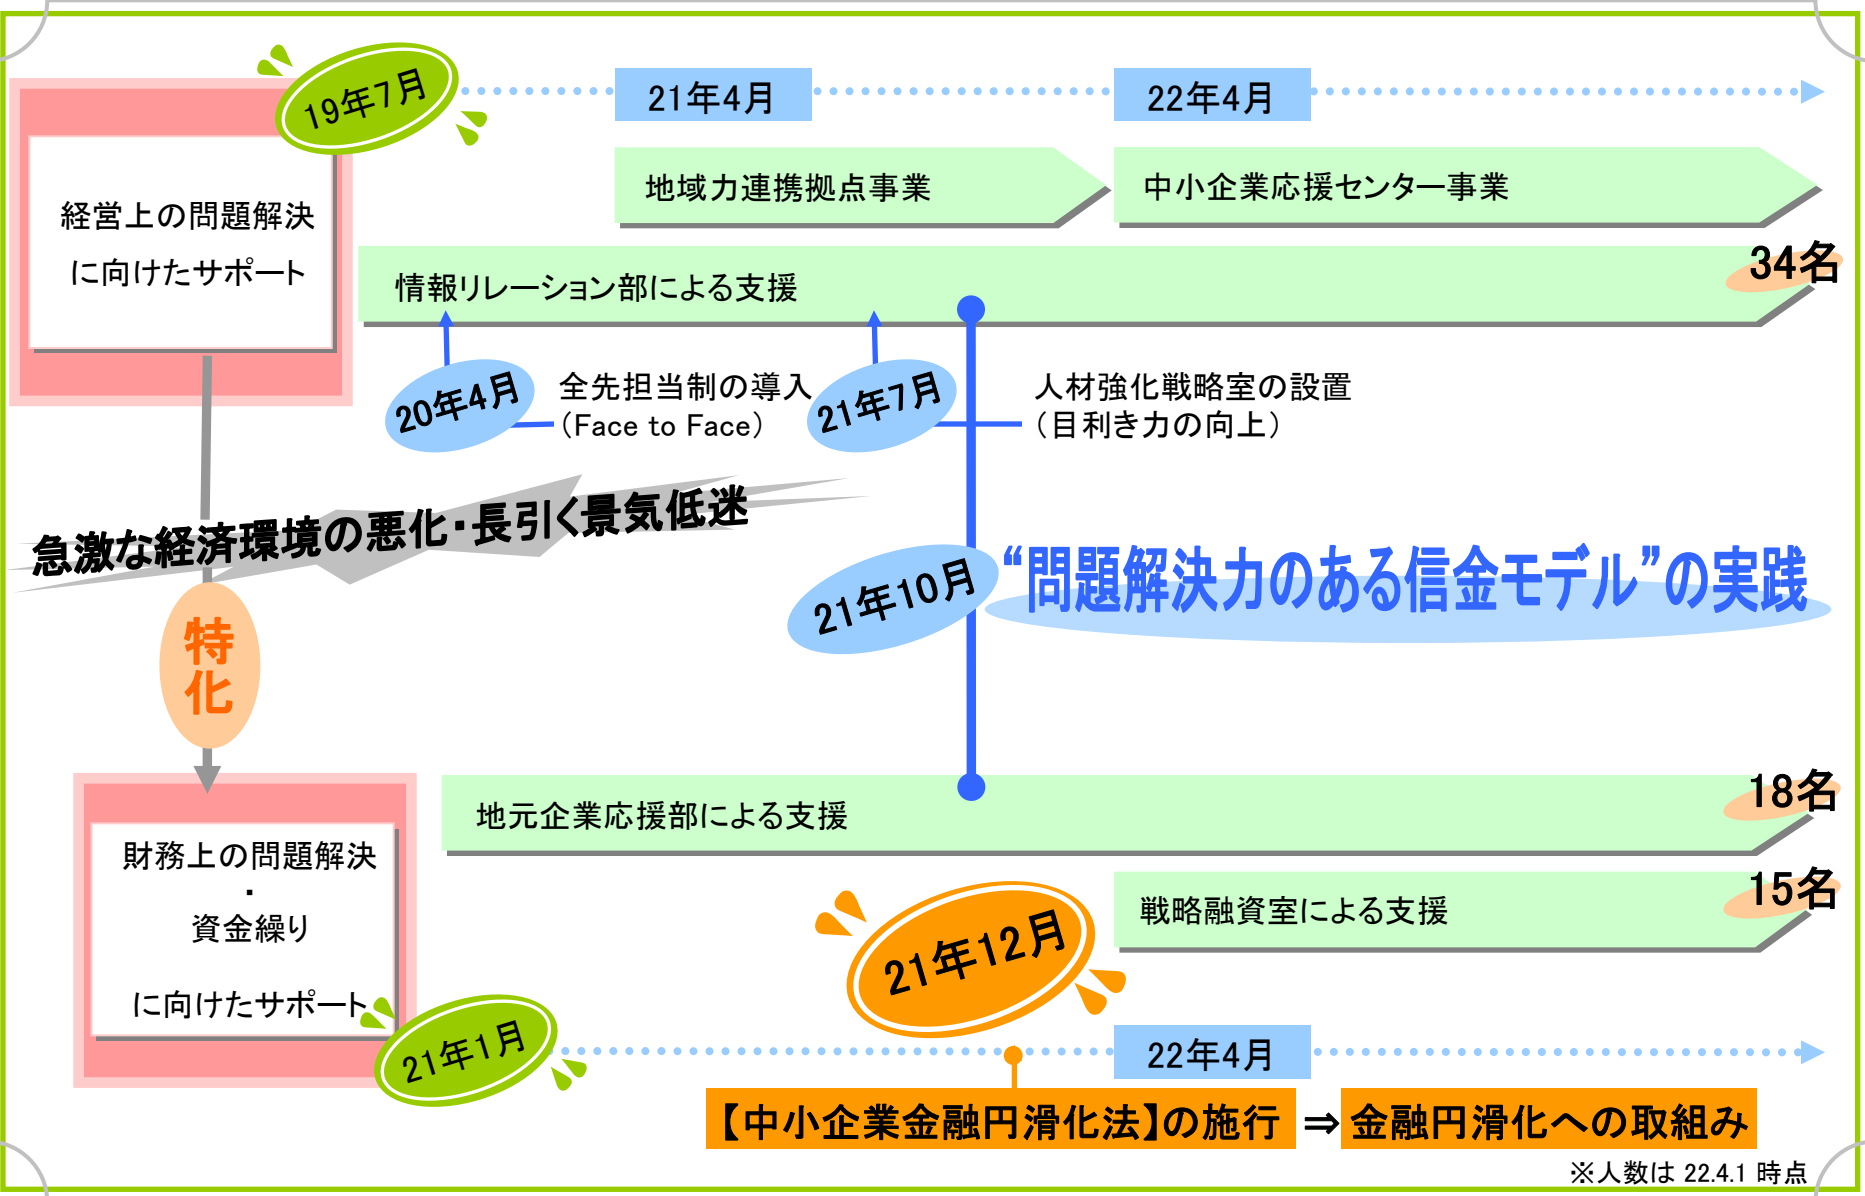 19年7月
21年4月
22年4月
地域力連携拠点事業
中小企業応援センター事業
経営上の問題解決
に向けたサポート
情報リレーション部による支援
34名
20年4月
全先担当制の導入
（Face to Face）
21年7月
人材強化戦略室の設置
（目利き力の向上）
急激な経済環境の悪化・長引く景気低迷
21年10月
“問題解決力のある信金モデル”の実践
特
化
地元企業応援部による支援
18名
財務上の問題解決
・
資金繰り
に向けたサポート
戦略融資室による支援
15名
21年12月
21年1月
22年4月
【中小企業金融円滑化法】の施行 ⇒ 金融円滑化への取組み
※人数は 22.4.1 時点